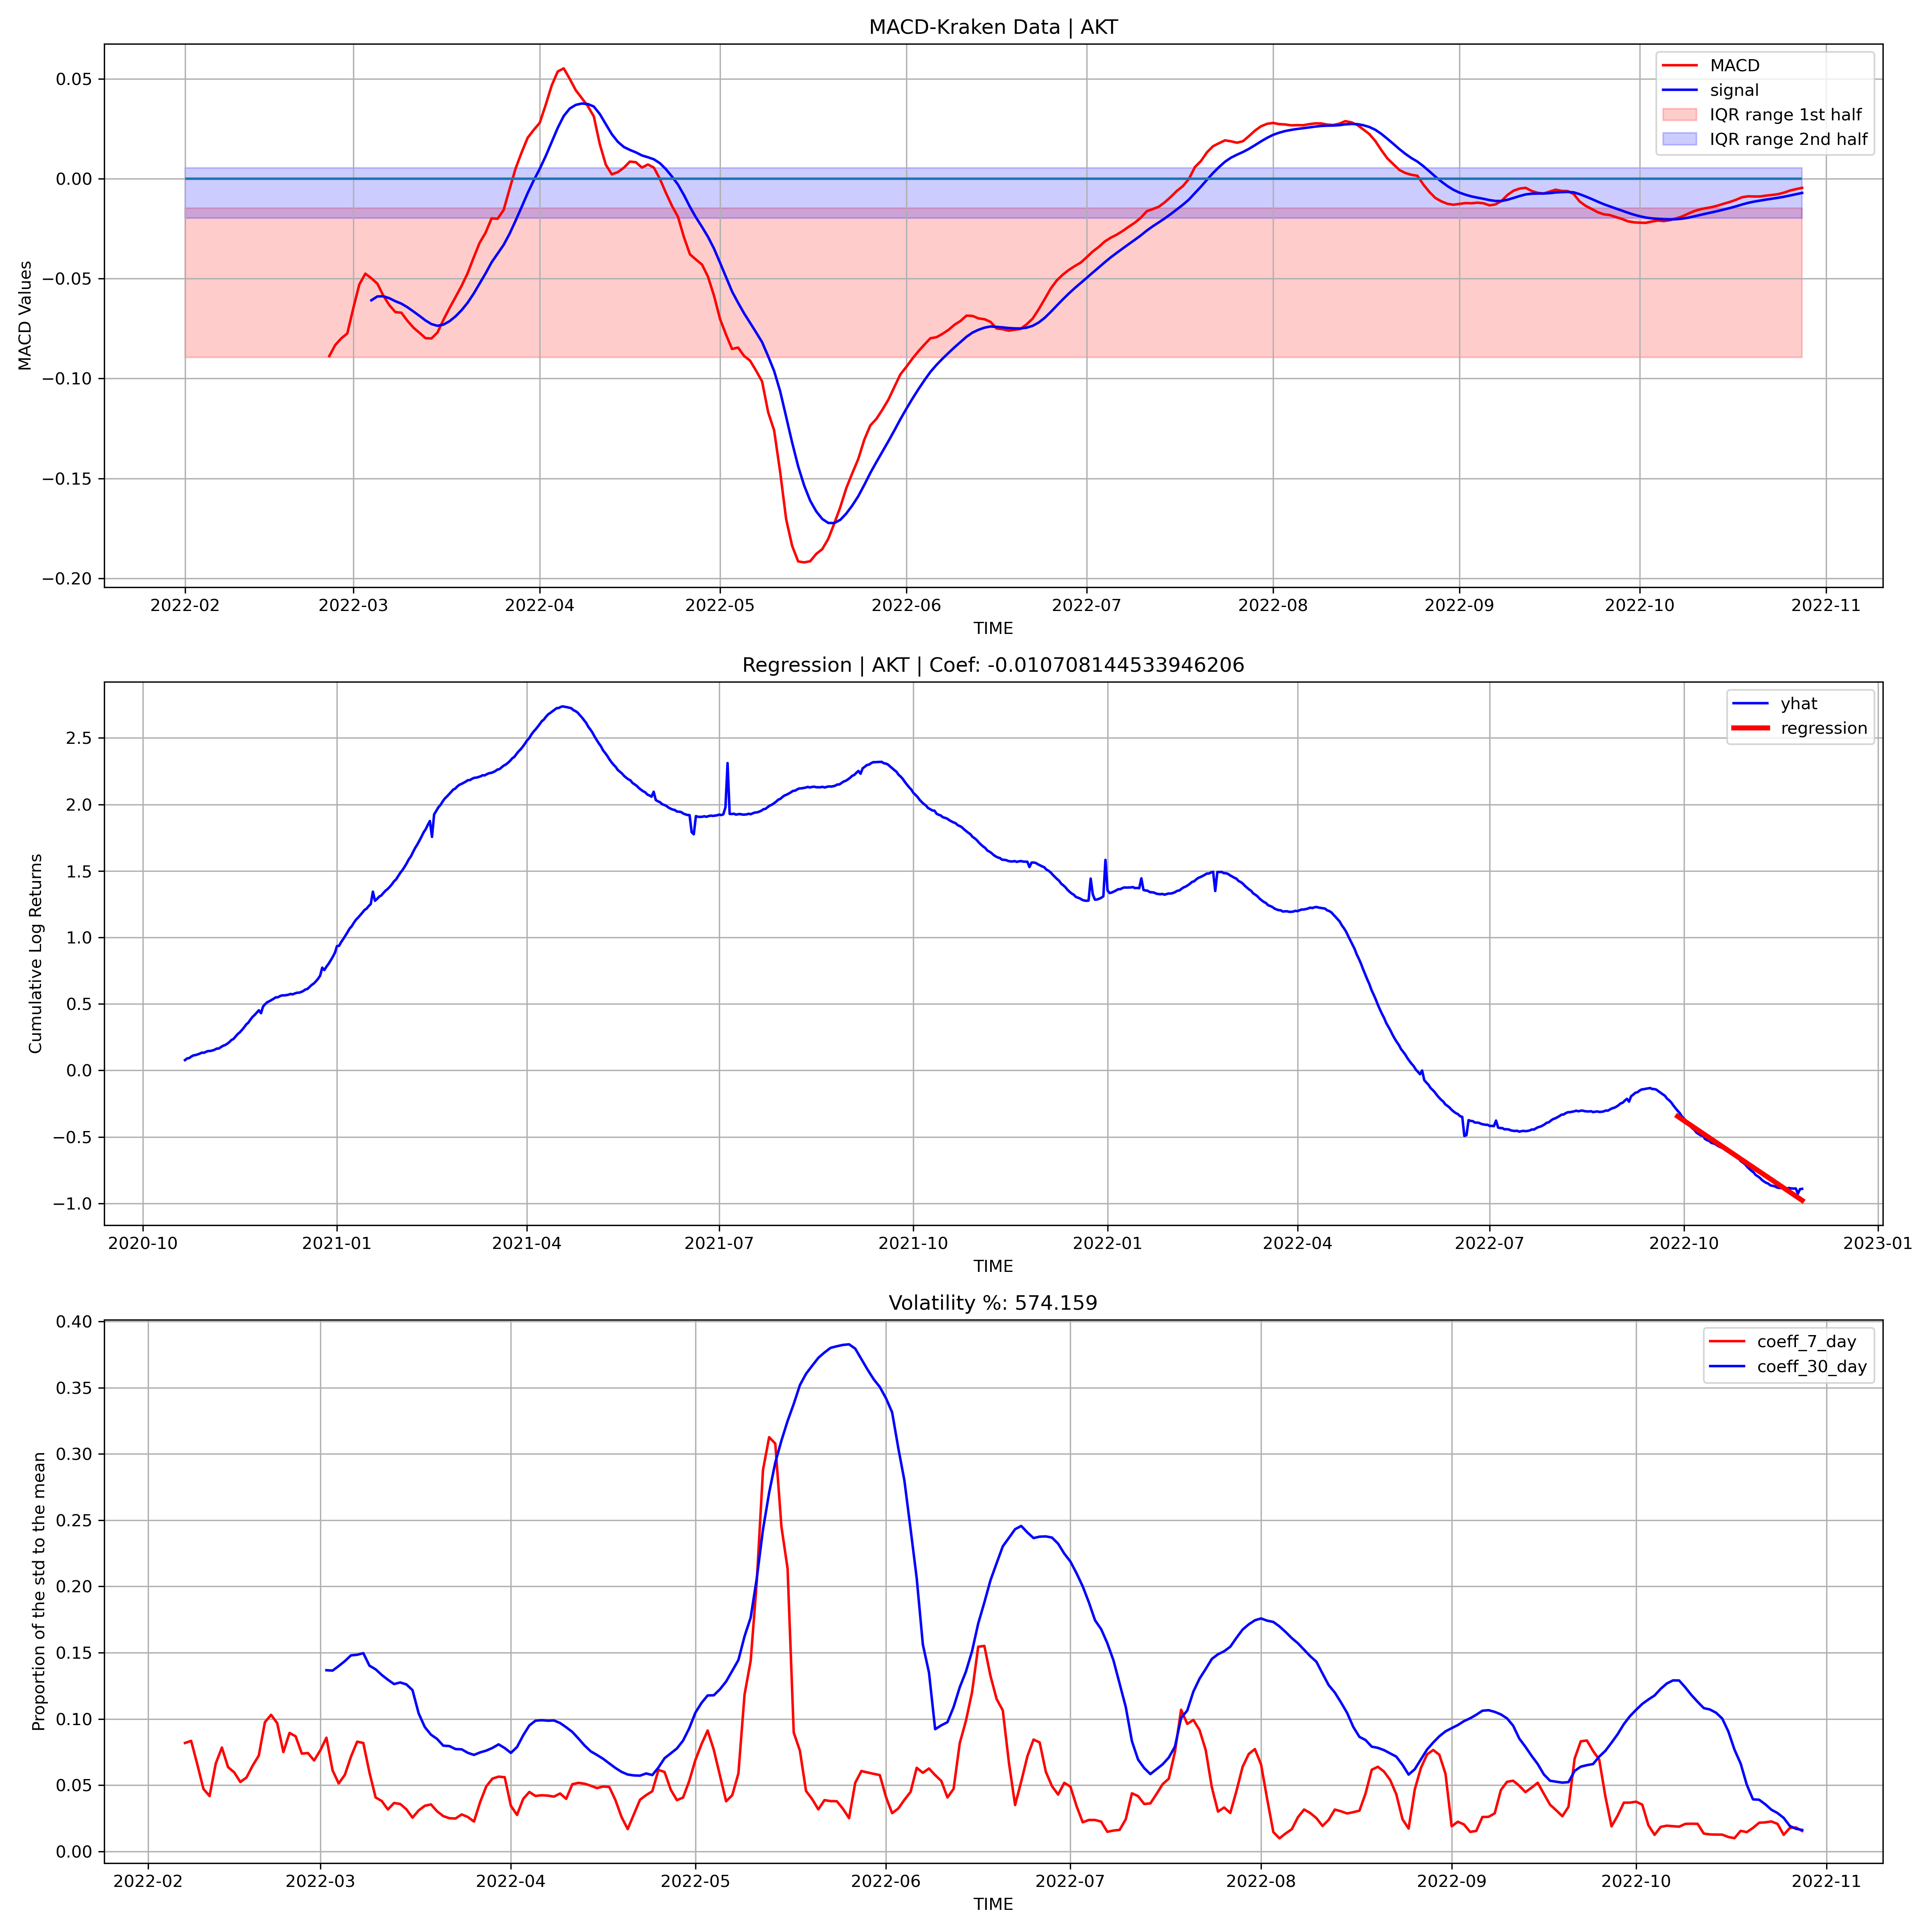 MACD-Kraken Data | AKT
MACD
signal
IQR range 1st half
IQR range 2nd half
MACD Values
0.05
0.00
−0.05
−0.10
−0.15
−0.20
2022-02 2022-03 2022-04 2022-05 2022-06 2022-07 2022-08 2022-09 2022-10 2022-11
TIME
Regression | AKT | Coef: -0.010708144533946206
yhat
regression
Cumulative Log Returns
2.5
2.0
1.5
1.0
0.5
0.0
−0.5
−1.0
2020-10 2021-01 2021-04 2021-07 2021-10 2022-01 2022-04 2022-07 2022-10 2023-01
TIME
Volatility %: 574.159
coeff_7_day
coeff_30_day
Proportion of the std to the mean
0.40
0.35
0.30
0.25
0.20
0.15
0.10
0.05
0.00
2022-02 2022-03 2022-04 2022-05 2022-06 2022-07 2022-08 2022-09 2022-10 2022-11
TIME